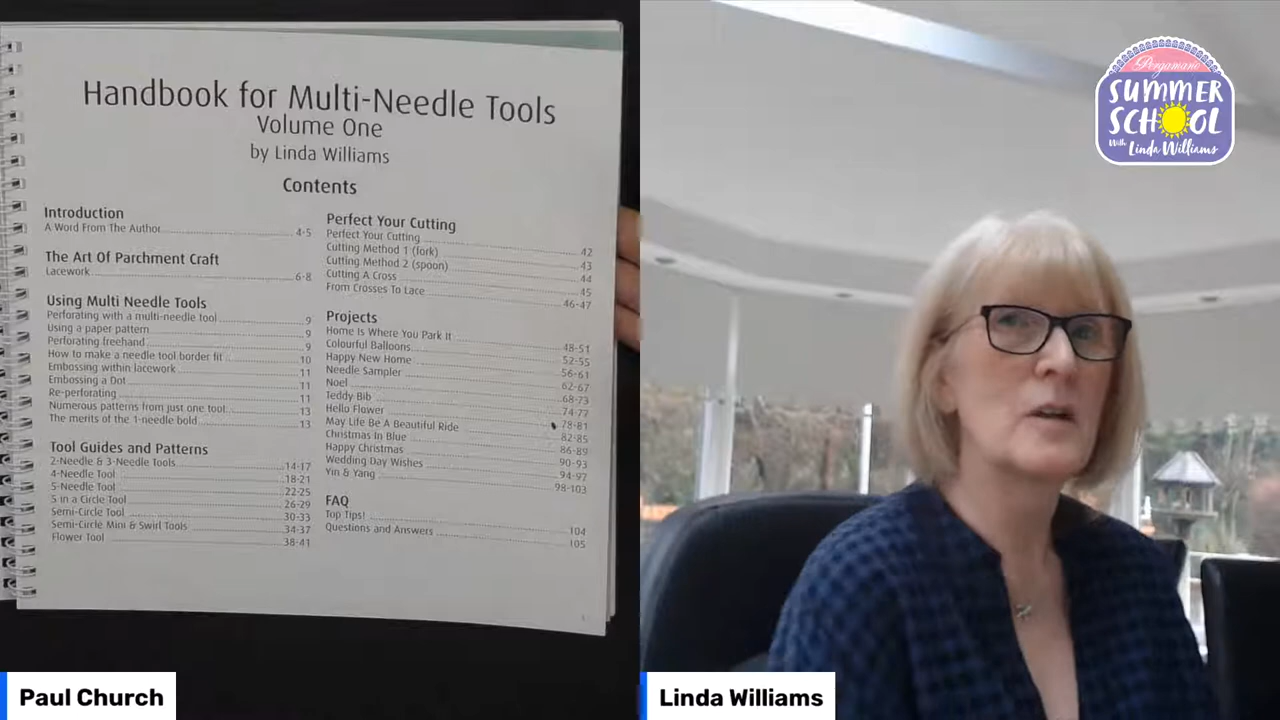 Handbook for Multi-Needle Tools
Volume One
by Linda Williams
Contents
Introduction
A Word From The Author 4-5
The Art Of Parchment Craft
Lacework 6-8
Using Multi Needle Tools
Perforating with a multi-needle tool 9
Using a paper pattern 9
Perforating freehand 9
How to make a needle tool border fit 10
Embossing within lacework 11
Embossing a Dot 11
Re-perforating 11
Numerous patterns from just one tool 13
The merits of the 1-needle bold 13
Tool Guides and Patterns
2-Needle & 3-Needle Tools 14-17
4-Needle Tool 18-21
5-Needle Tool 22-25
5 in a Circle Tool 26-29
Semi-Circle Tool 30-33
Semi-Circle Mini & Swirl Tools 34-37
Flower Tool 38-41
Perfect Your Cutting
Perfect Your Cutting 42
Cutting Method 1 (fork) 43
Cutting Method 2 (spoon) 44
Cutting A Cross 45
From Crosses To Lace 46-47
Projects
Home Is Where You Park It 48-51
Colourful Balloons 52-55
Happy New Home 56-61
Needle Sampler 62-67
Noel 68-73
Teddy Bib 74-77
Hello Flower 78-81
May Life Be A Beautiful Ride 82-85
Christmas In Blue 86-89
Happy Christmas 90-93
Wedding Day Wishes 94-97
Yin & Yang 98-103
FAQ
Top Tips! 104
Questions and Answers 105
Pergamano
SUMMER
SCHOOL
With Linda Williams
Paul Church
Linda Williams